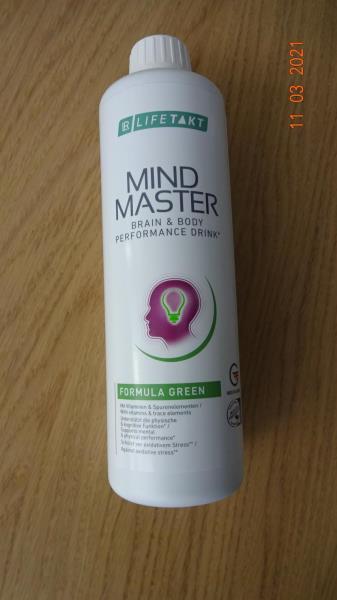 11 03 2021
LR LIFETAKT
MIND
MASTER
BRAIN & BODY
PERFORMANCE DRINK*
FORMULA GREEN
Mit Vitaminen & Spurenelementen /
With vitamins & trace elements
Unterstützt die physische
& kognitive Funktion* /
Supports mental
& physical performance*
Schützt vor oxidativem Stress** /
Against oxidative stress**